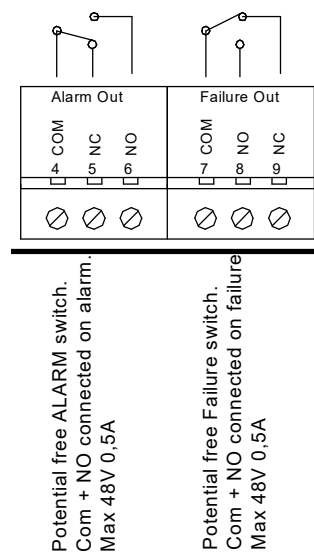 Alarm Out
Failure Out
COM
NC
NO
COM
NO
NC
4
5
6
7
8
9
Potential free ALARM switch.
Com + NO connected on alarm.
Max 48V 0,5A
Potential free Failure switch.
Com + NO connected on failure
Max 48V 0,5A